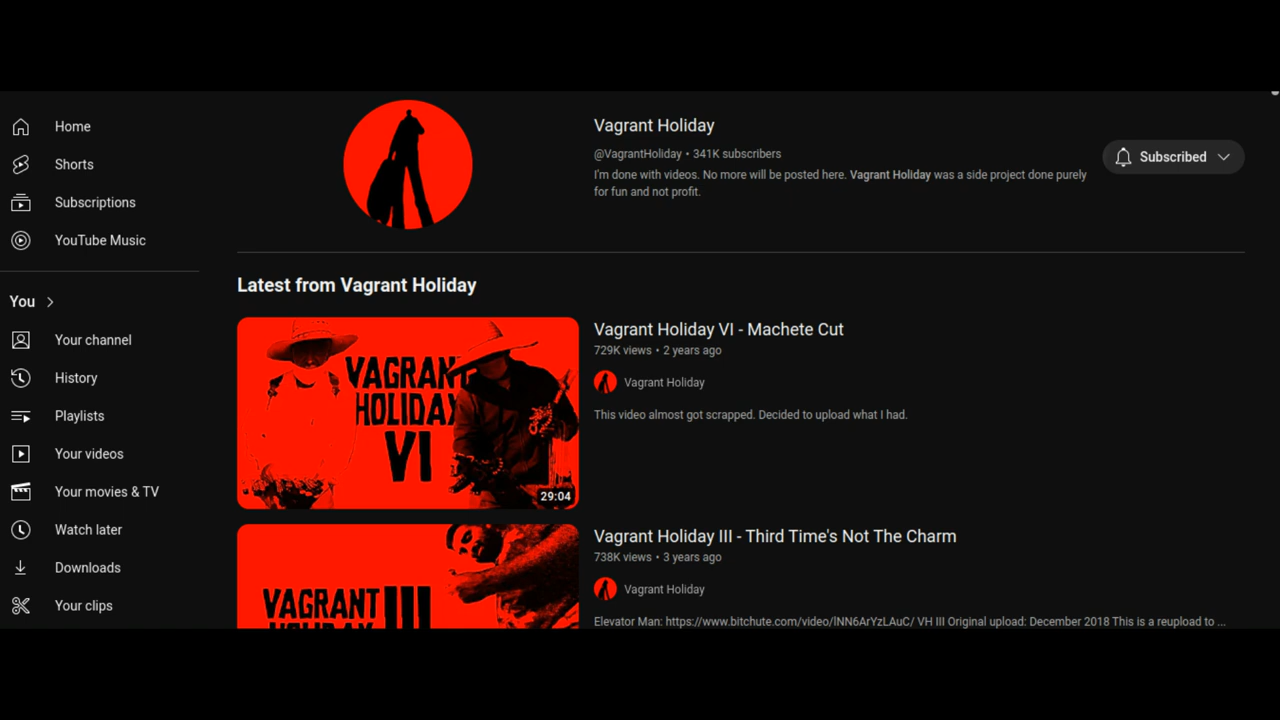 Home
Shorts
Subscriptions
YouTube Music
You
Your channel
History
Playlists
Your videos
Your movies & TV
Watch later
Downloads
Your clips
Vagrant Holiday
@VagrantHoliday • 341K subscribers
I'm done with videos. No more will be posted here. Vagrant Holiday was a side project done purely
for fun and not profit.
Subscribed
Latest from Vagrant Holiday
VAGRANT
HOLIDAY
VI
29:04
Vagrant Holiday VI - Machete Cut
729K views • 2 years ago
Vagrant Holiday
This video almost got scrapped. Decided to upload what I had.
VAGRANT III
HOLIDAY
Vagrant Holiday III - Third Time's Not The Charm
738K views • 3 years ago
Vagrant Holiday
Elevator Man: https://www.bitchute.com/video/lNN6ArYzLAuC/ VH III Original upload: December 2018 This is a reupload to ...